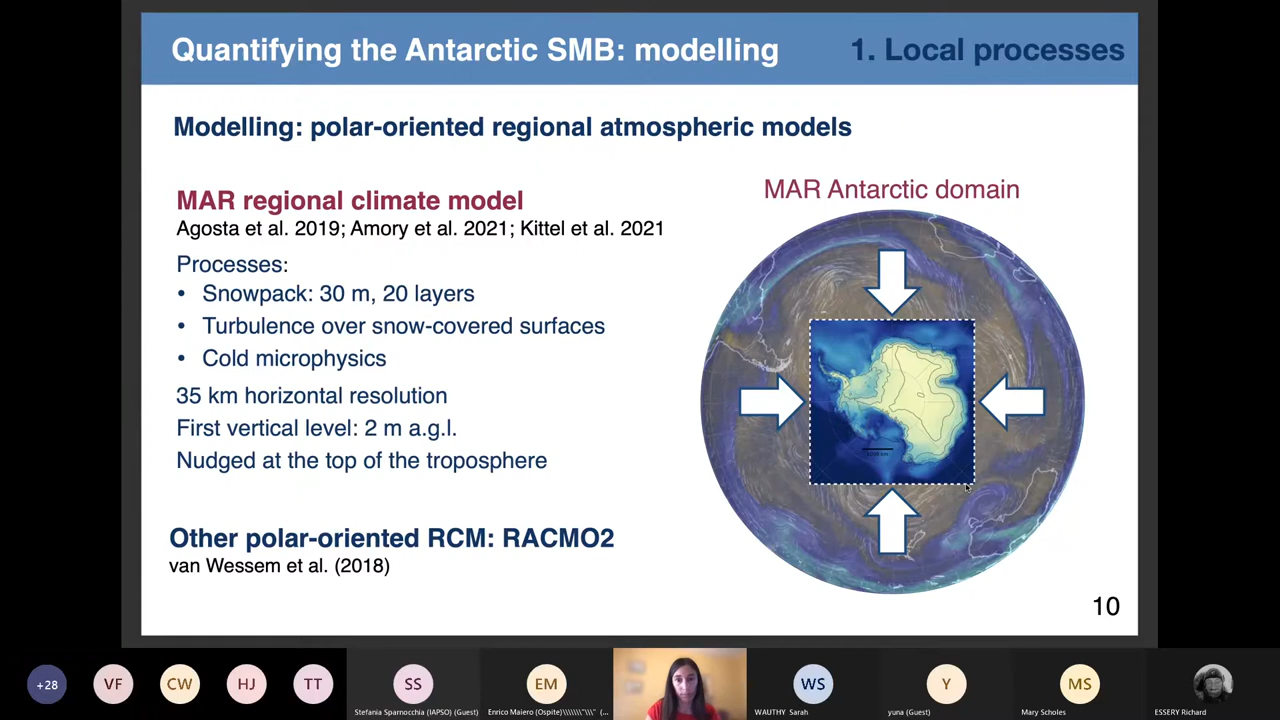 Quantifying the Antarctic SMB: modelling
1. Local processes
Modelling: polar-oriented regional atmospheric models
MAR regional climate model
Agosta et al. 2019; Amory et al. 2021; Kittel et al. 2021
Processes:
• Snowpack: 30 m, 20 layers
• Turbulence over snow-covered surfaces
• Cold microphysics
35 km horizontal resolution
First vertical level: 2 m a.g.l.
Nudged at the top of the troposphere
Other polar-oriented RCM: RACMO2
van Wessem et al. (2018)
MAR Antarctic domain
10
+28
VF
CW
HJ
TT
SS
Stefania Sparnocchia (IAPSO) (Guest)
EM
Enrico Maiero (Ospite)\\\\\\"\\\" (...
WS
WAUTHY Sarah
Y
yuna (Guest)
MS
Mary Scholes
ESSERY Richard